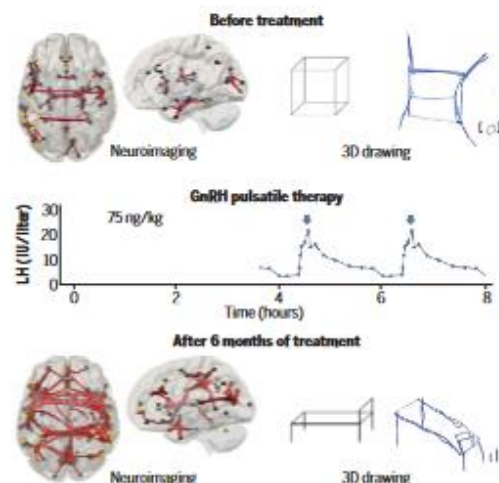 Before treatment
Neuroimaging
3D drawing
GnRH pulsatile therapy
LH (IU/liter)
30
20
10
0
75 ng/kg
0
2
4
6
8
Time (hours)
After 6 months of treatment
Neuroimaging
3D drawing